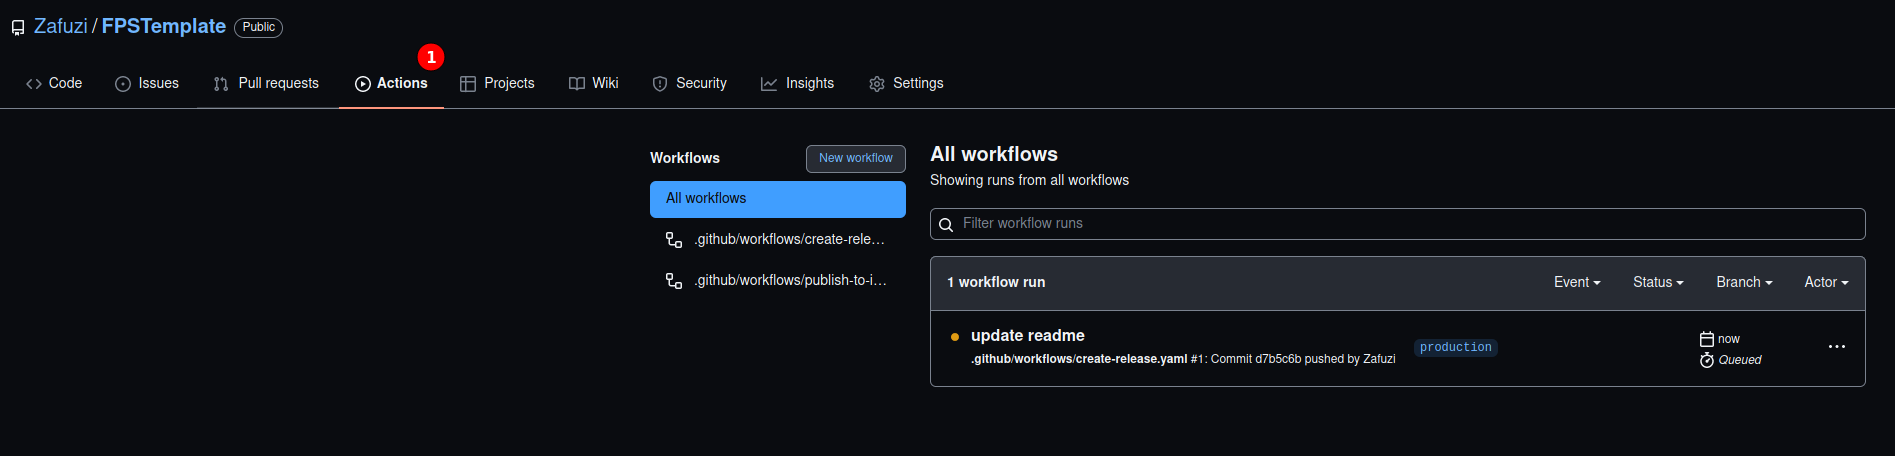 Zafuzi / FPSTemplate Public
1
Code Issues Pull requests Actions Projects Wiki Security Insights Settings
Workflows
New workflow
All workflows
.github/workflows/create-rele...
.github/workflows/publish-to-i...
All workflows
Showing runs from all workflows
Filter workflow runs
1 workflow run Event Status Branch Actor
update readme
.github/workflows/create-release.yaml #1: Commit d7b5c6b pushed by Zafuzi
production
now
Queued